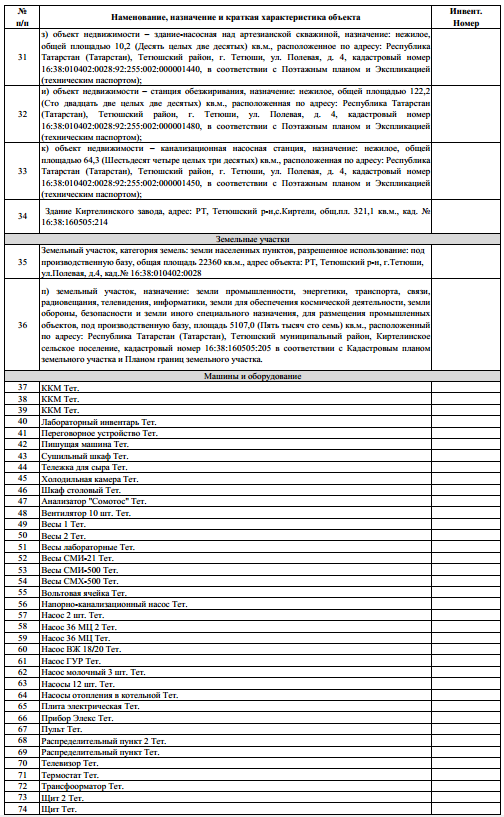 № Наименование, назначение и краткая характеристика объекта Инвент.
п/п Номер
з) объект недвижимости – здание-насосная над артезианской скважиной, назначение: нежилое,
общей площадью 10,2 (Десять целых две десятых) кв.м., расположенное по адресу: Республика
31 Татарстан (Татарстан), Тетюшский район, г. Тетюши, ул. Полевая, д. 4, кадастровый номер
16:38:010402:0028:92:255:002:000001440, в соответствии с Поэтажным планом и Экспликацией
(техническим паспортом);
и) объект недвижимости – станция обезжиривания, назначение: нежилое, общей площадью 122,2
(Сто двадцать две целых две десятых) кв.м., расположенная по адресу: Республика Татарстан
32 (Татарстан), Тетюшский район, г. Тетюши, ул. Полевая, д. 4, кадастровый номер
16:38:010402:0028:92:255:002:000001480, в соответствии с Поэтажным планом и Экспликацией
(техническим паспортом);
к) объект недвижимости – канализационная насосная станция, назначение: нежилое, общей
площадью 64,3 (Шестьдесят четыре целых три десятых) кв.м., расположенная по адресу: Республика
33 Татарстан (Татарстан), Тетюшский район, г. Тетюши, ул. Полевая, д. 4, кадастровый номер
16:38:010402:0028:92:255:002:000001450, в соответствии с Поэтажным планом и Экспликацией
(техническим паспортом);
34 Здание Киртелинского завода, адрес: РТ, Тетюшский р-н,с.Киртели, общ.пл. 321,1 кв.м., кад. №
16:38:160505:214
Земельные участки
35 Земельный участок, категория земель: земли населенных пунктов, разрешенное использование: под
производственную базу, общая площадь 22360 кв.м., адрес объекта: РТ, Тетюшский р-н, г.Тетюши,
ул.Полевая, д.4, кад.№ 16:38:010402:0028
п) земельный участок, назначение: земли промышленности, энергетики, транспорта, связи,
радиовещания, телевидения, информатики, земли для обеспечения космической деятельности, земли
обороны, безопасности и земли иного специального назначения, для размещения промышленных
36 объектов, под производственную базу, площадь 5107,0 (Пять тысяч сто семь) кв.м., расположенный
по адресу: Республика Татарстан (Татарстан), Тетюшский муниципальный район, Киртелинское
сельское поселение, кадастровый номер 16:38:160505:205 в соответствии с Кадастровым планом
земельного участка и Планом границ земельного участка.
Машины и оборудование
37 ККМ Тет.
38 ККМ Тет.
39 ККМ Тет.
40 Лабораторный инвентарь Тет.
41 Переговорное устройство Тет.
42 Пишущая машина Тет.
43 Сушильный шкаф Тет.
44 Тележка для сыра Тет.
45 Холодильная камера Тет.
46 Шкаф столовый Тет.
47 Анализатор "Сомотос" Тет.
48 Вентилятор 10 шт. Тет.
49 Весы 1 Тет.
50 Весы 2 Тет.
51 Весы лабораторные Тет.
52 Весы СМИ-21 Тет.
53 Весы СМИ-500 Тет.
54 Весы СМХ-500 Тет.
55 Вольтовая ячейка Тет.
56 Напорно-канализационный насос Тет.
57 Насос 2 шт. Тет.
58 Насос 36 МЦ 2 Тет.
59 Насос 36 МЦ Тет.
60 Насос ВЖ 18/20 Тет.
61 Насос ГУР Тет.
62 Насос молочный 3 шт. Тет.
63 Насосы 12 шт. Тет.
64 Насосы отопления в котельной Тет.
65 Плита электрическая Тет.
66 Прибор Элекс Тет.
67 Пульт Тет.
68 Распределительный пункт 2 Тет.
69 Распределительный пункт Тет.
70 Телевизор Тет.
71 Термостат Тет.
72 Трансфоорматор Тет.
73 Щит 2 Тет.
74 Щит Тет.